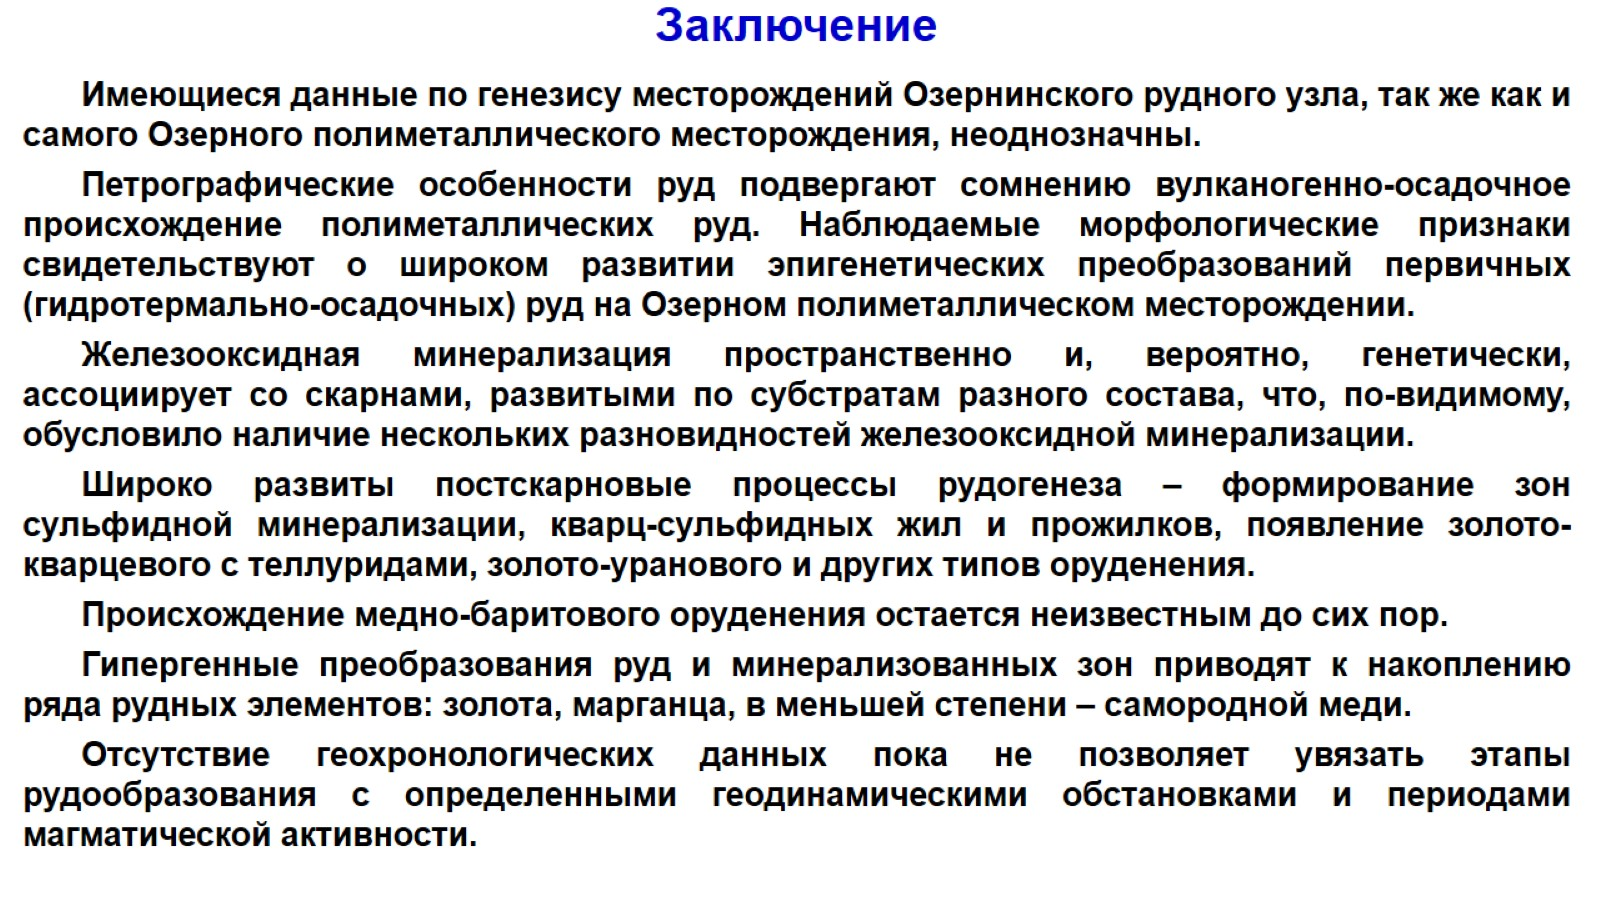 Заключение
Имеющиеся данные по генезису месторождений Озернинского рудного узла, так же как и
самого Озерного полиметаллического месторождения, неоднозначны.
Петрографические особенности руд подвергают сомнению вулканогенно-осадочное
происхождение полиметаллических руд. Наблюдаемые морфологические признаки
свидетельствуют о широком развитии эпигенетических преобразований первичных
(гидротермально-осадочных) руд на Озерном полиметаллическом месторождении.
Железооксидная минерализация пространственно и, вероятно, генетически,
ассоциирует со скарнами, развитыми по субстратам разного состава, что, по-видимому,
обусловило наличие нескольких разновидностей железооксидной минерализации.
Широко развиты постскарновые процессы рудогенеза – формирование зон
сульфидной минерализации, кварц-сульфидных жил и прожилков, появление золото-
кварцевого с теллуридами, золото-уранового и других типов оруденения.
Происхождение медно-баритового оруденения остается неизвестным до сих пор.
Гипергенные преобразования руд и минерализованных зон приводят к накоплению
ряда рудных элементов: золота, марганца, в меньшей степени – самородной меди.
Отсутствие геохронологических данных пока не позволяет увязать этапы
рудообразования с определенными геодинамическими обстановками и периодами
магматической активности.